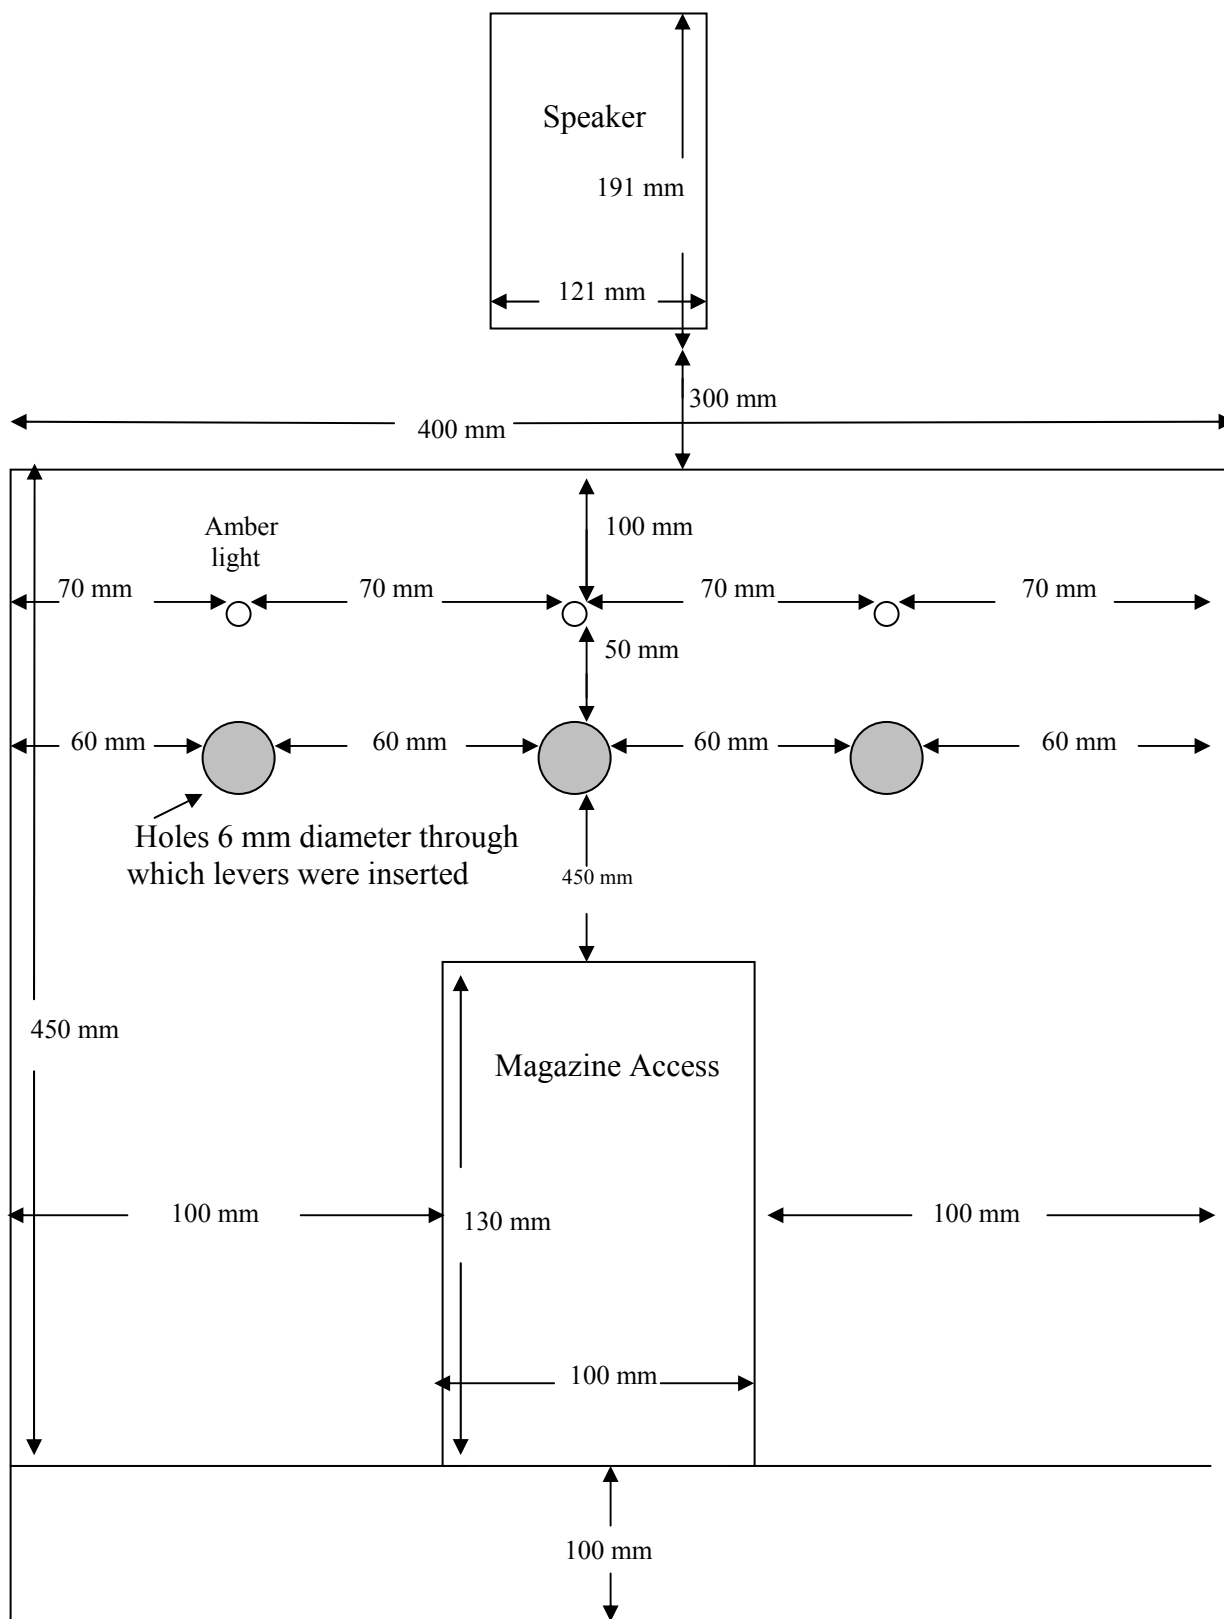 Speaker
191 mm
121 mm
300 mm
400 mm
100 mm
Amber
light
70 mm
70 mm
70 mm
70 mm
50 mm
60 mm
60 mm
60 mm
60 mm
Holes 6 mm diameter through
which levers were inserted
450 mm
450 mm
Magazine Access
100 mm
130 mm
100 mm
100 mm
100 mm